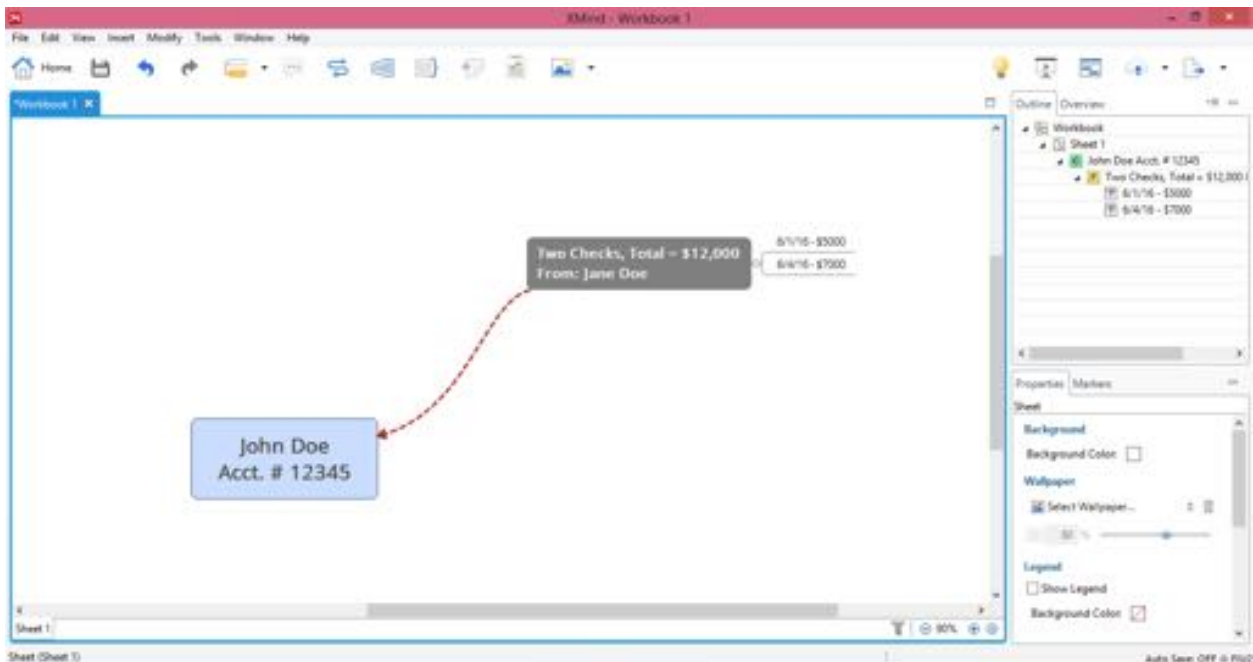 XMind - Workbook 1
File Edit View Insert Modify Tools Window Help
Home
*Workbook 1
Outline Overview
Workbook
Sheet 1
John Doe Acct. # 12345
Two Checks, Total = $12,000
6/1/16 - $5000
6/4/16 - $7000
Two Checks, Total = $12,000
From: Jane Doe
6/1/16 - $5000
6/4/16 - $7000
John Doe
Acct. # 12345
Properties Markers
Sheet
Background
Background Color:
Wallpaper
Select Wallpaper...
Legend
Show Legend
Background Color:
Sheet 1
80%
Sheet (Sheet 1)
Auto Save: OFF